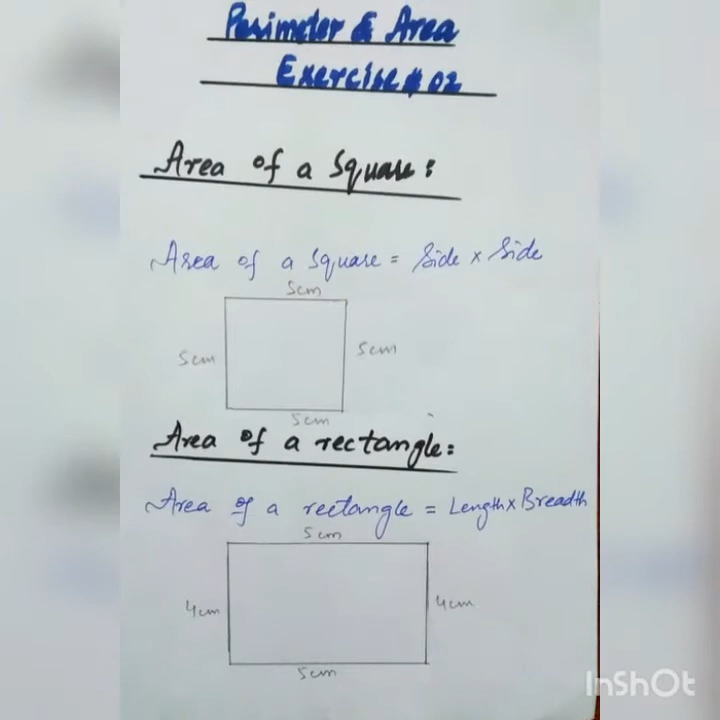 Perimeter & Area
Exercise # 02
Area of a Square:
Area of a Square = Side × Side
5cm
5cm
5cm
5cm
Area of a rectangle:
Area of a rectangle = Length × Breadth
5cm
4cm
4cm
5cm
InShOt